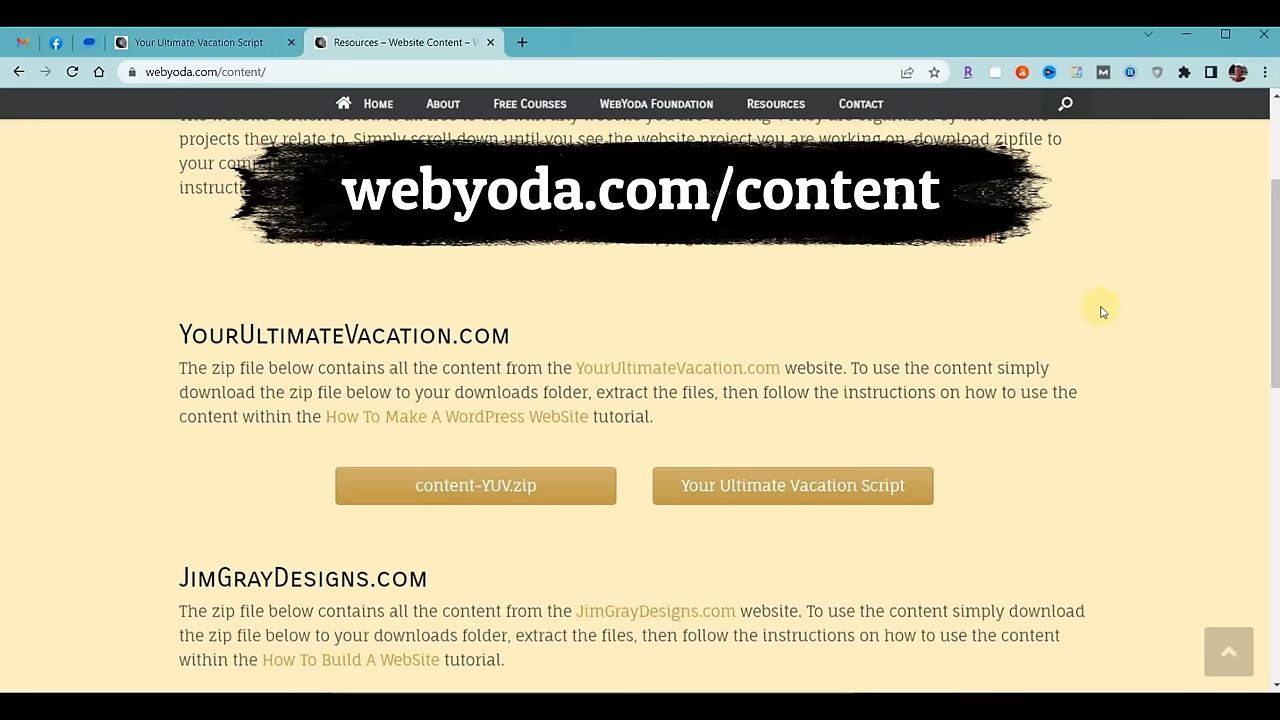 Your Ultimate Vacation Script
Resources – Website Content –
webyoda.com/content/
Home About Free Courses WebYoda Foundation Resources Contact
projects they relate to. Simply scroll down until you see the website project you are working on, download zipfile to
your
webyoda.com/content
YourUltimateVacation.com
The zip file below contains all the content from the YourUltimateVacation.com website. To use the content simply
download the zip file below to your downloads folder, extract the files, then follow the instructions on how to use the
content within the How To Make A WordPress WebSite tutorial.
content-YUV.zip Your Ultimate Vacation Script
JimGrayDesigns.com
The zip file below contains all the content from the JimGrayDesigns.com website. To use the content simply download
the zip file below to your downloads folder, extract the files, then follow the instructions on how to use the content
within the How To Build A WebSite tutorial.